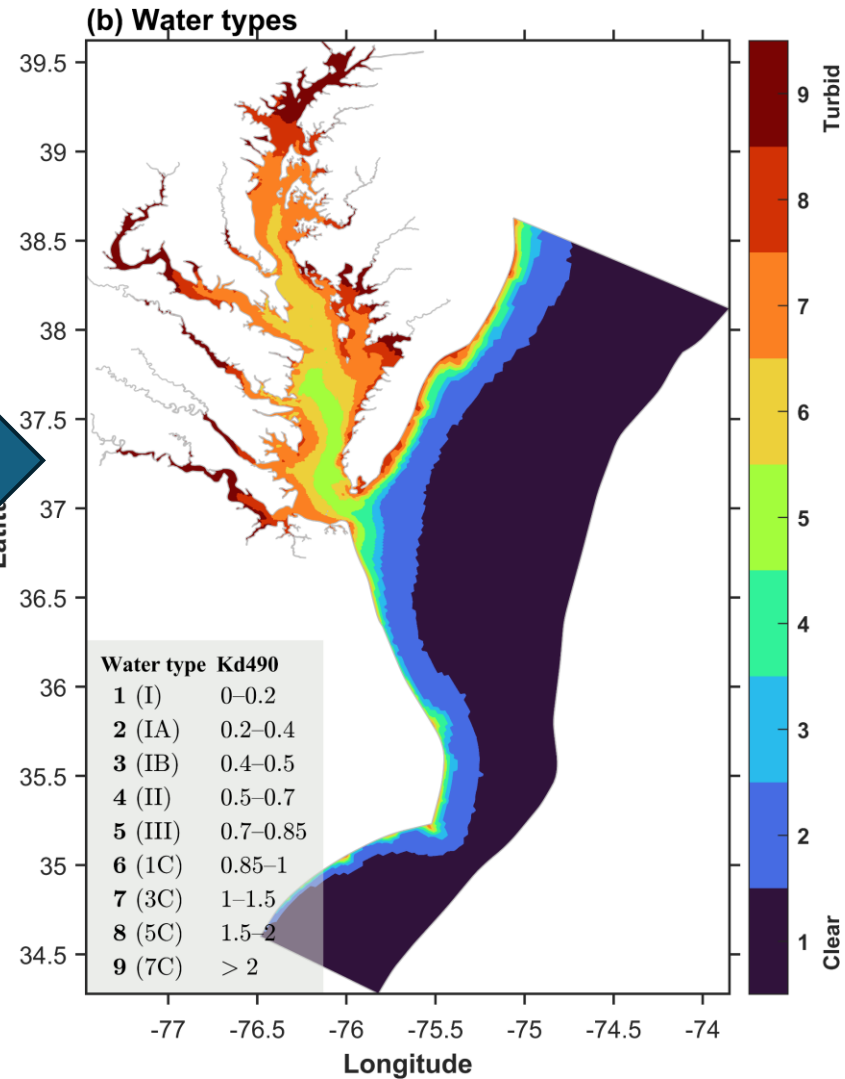 (b) Water types
39.5
39
38.5
38
37.5
37
36.5
36
35.5
35
34.5
Water type Kd490
1 (I) 0–0.2
2 (IA) 0.2–0.4
3 (IB) 0.4–0.5
4 (II) 0.5–0.7
5 (III) 0.7–0.85
6 (1C) 0.85–1
7 (3C) 1–1.5
8 (5C) 1.5–2
9 (7C) > 2
-77 -76.5 -76 -75.5 -75 -74.5 -74
Longitude
Turbid
9
8
7
6
5
4
3
2
1
Clear